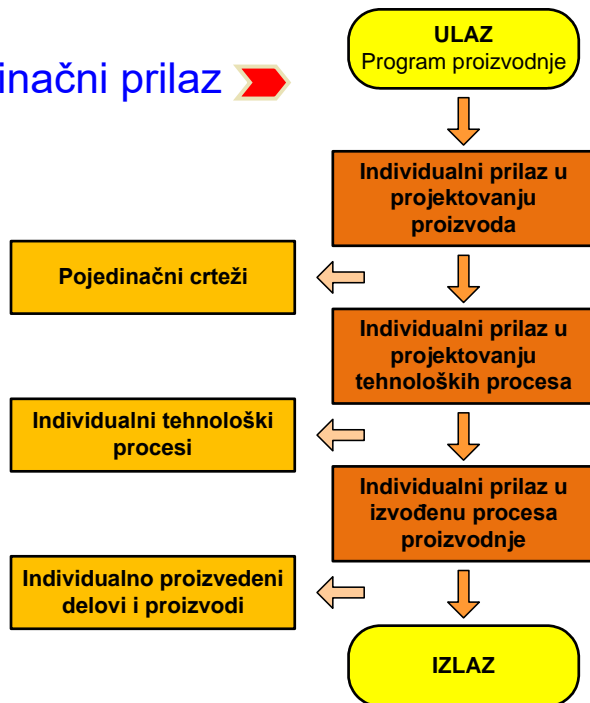 inačni prilaz
ULAZ
Program proizvodnje
Individualni prilaz u
projektovanju
proizvoda
Pojedinačni crteži
Individualni prilaz u
projektovanju
tehnoloških procesa
Individualni tehnološki
procesi
Individualni prilaz u
izvođenu procesa
proizvodnje
Individualno proizvedeni
delovi i proizvodi
IZLAZ